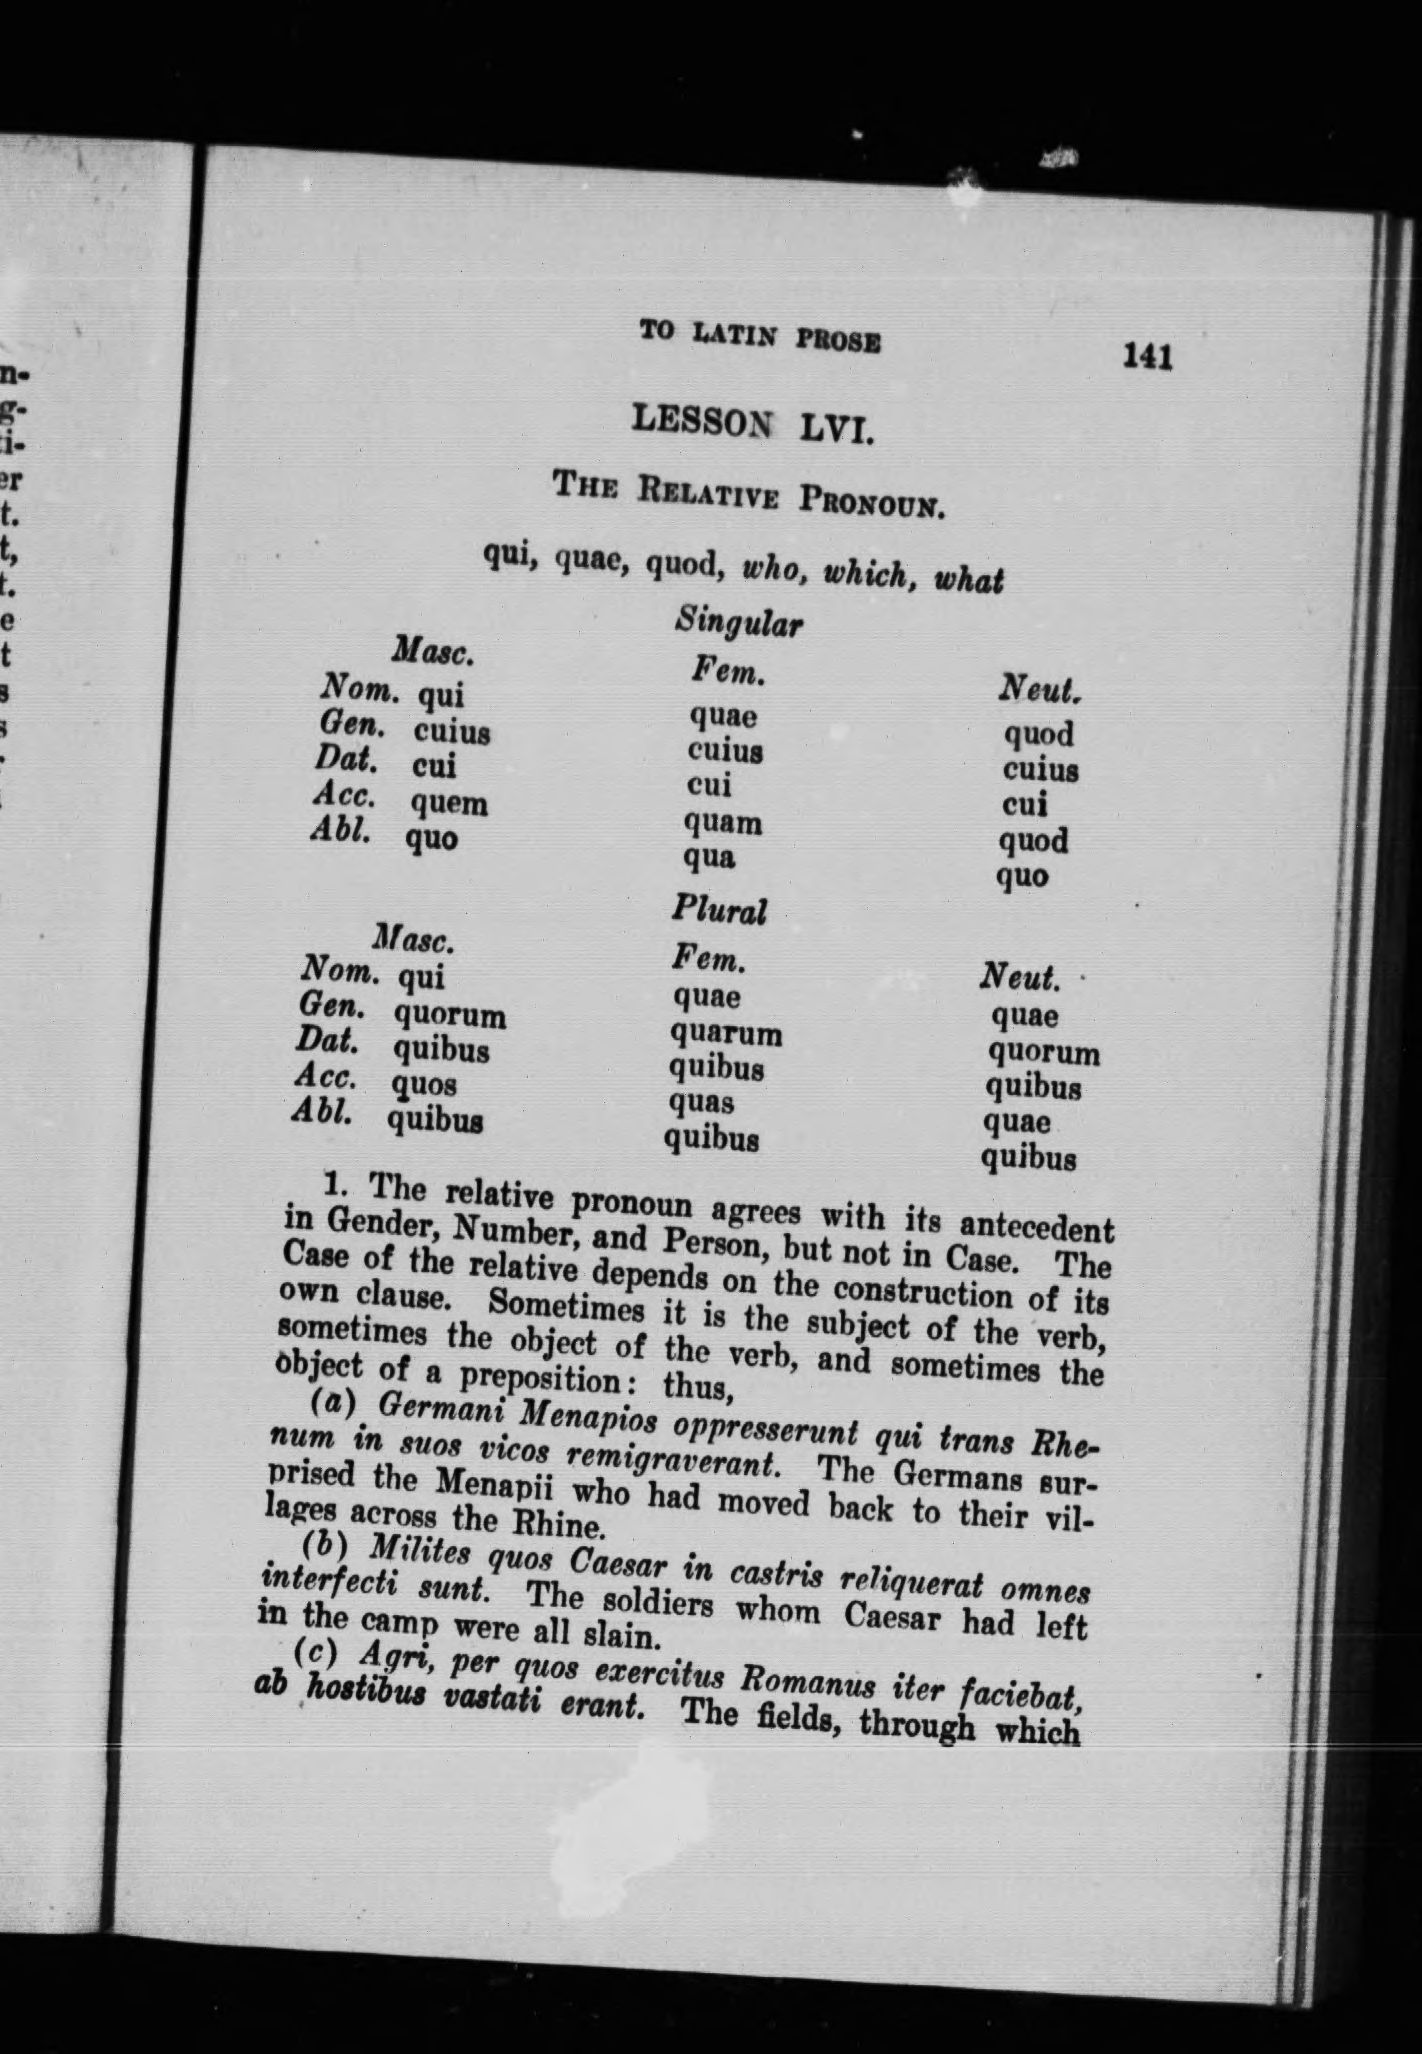 TO LATIN PROSE 141
LESSON LVI.
THE RELATIVE PRONOUN.
qui, quae, quod, who, which, what
Singular
Masc. Fem. Neut.
Nom. qui quae quod
Gen. cuius cuius cuius
Dat. cui cui cui
Acc. quem quam quod
Abl. quo qua quo
Plural
Masc. Fem. Neut.
Nom. qui quae quae
Gen. quorum quarum quorum
Dat. quibus quibus quibus
Acc. quos quas quae
Abl. quibus quibus quibus
1. The relative pronoun agrees with its antecedent
in Gender, Number, and Person, but not in Case. The
Case of the relative depends on the construction of its
own clause. Sometimes it is the subject of the verb,
sometimes the object of the verb, and sometimes the
object of a preposition: thus,
(a) Germani Menapios oppresserunt qui trans Rhe-
num in suos vicos remigraverant. The Germans sur-
prised the Menapii who had moved back to their vil-
lages across the Rhine.
(b) Milites quos Caesar in castris reliquerat omnes
interfecti sunt. The soldiers whom Caesar had left
in the camp were all slain.
(c) Agri, per quos exercitus Romanus iter faciebat,
ab hostibus vastati erant. The fields, through which